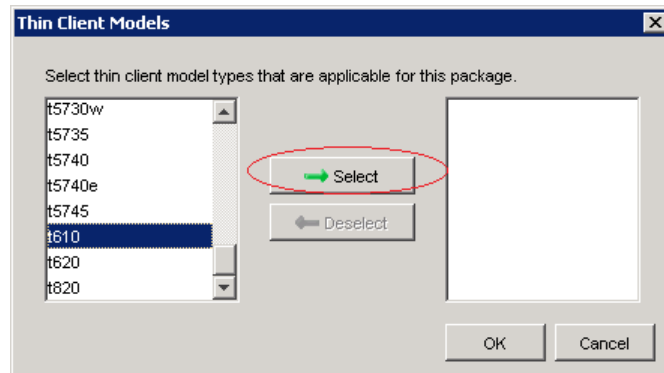 Thin Client Models
Select thin client model types that are applicable for this package.
t5730w
t5735
t5740
t5740e
t5745
t610
t620
t820
Select
Deselect
OK
Cancel